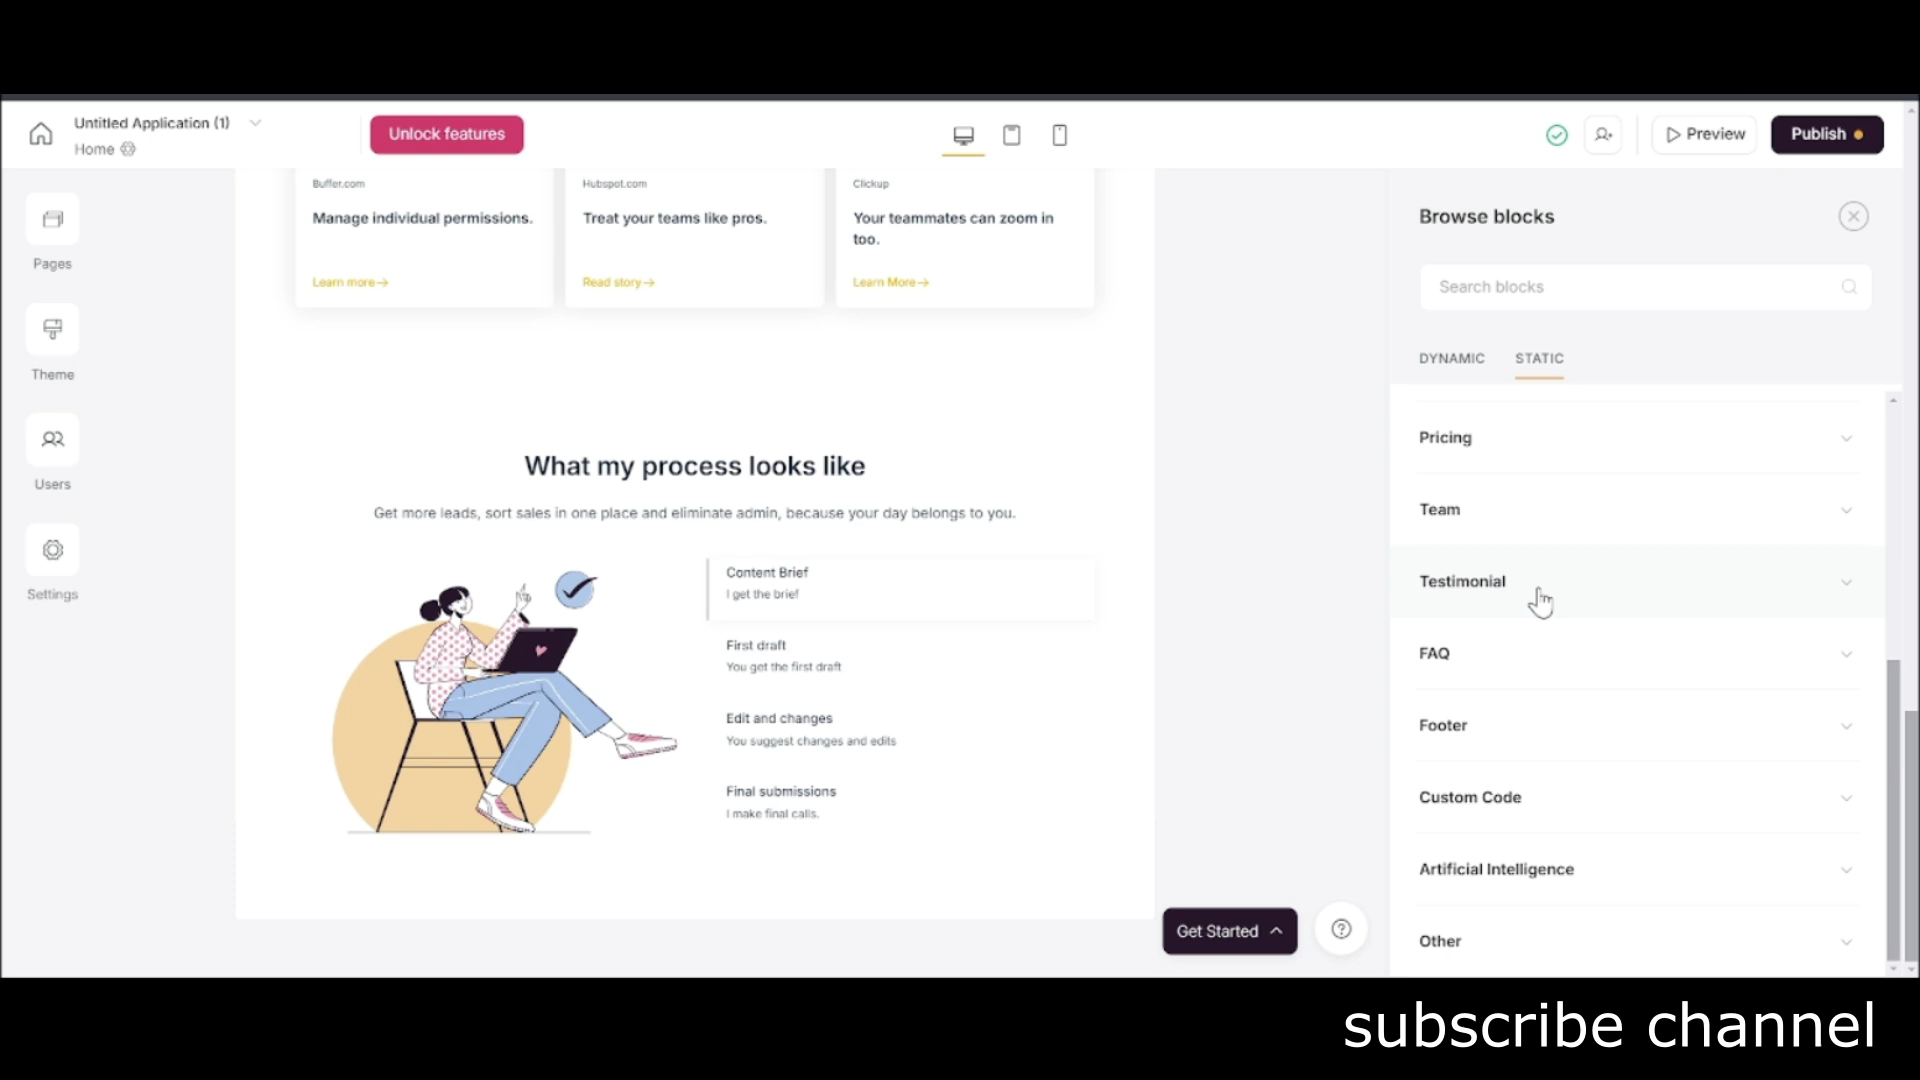 Untitled Application (1)
Home
Unlock features
Preview
Publish
Pages
Theme
Users
Settings
Buffer.com
Manage individual permissions.
Learn more→
Hubspot.com
Treat your teams like pros.
Read story→
Clickup
Your teammates can zoom in
too.
Learn More→
What my process looks like
Get more leads, sort sales in one place and eliminate admin, because your day belongs to you.
Content Brief
I get the brief
First draft
You get the first draft
Edit and changes
You suggest changes and edits
Final submissions
I make final calls.
Get Started
Browse blocks
Search blocks
DYNAMIC
STATIC
Pricing
Team
Testimonial
FAQ
Footer
Custom Code
Artificial Intelligence
Other
subscribe channel